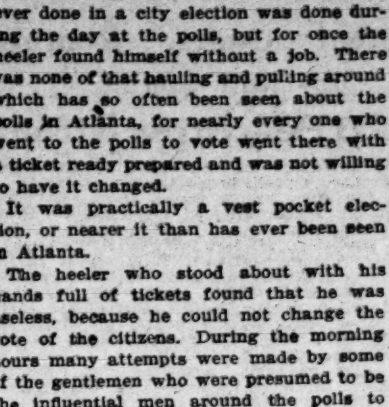 ver done in a city election was done dur-
ng the day at the polls, but for once the
heeler found himself without a job. There
was none of that hauling and pulling around
which has so often been seen about the
polls in Atlanta, for nearly every one who
went to the polls to vote went there with
a ticket ready prepared and was not willing
to have it changed.
It was practically a vest pocket elec-
tion, or nearer it than has ever been seen
n Atlanta.
The heeler who stood about with his
hands full of tickets found that he was
useless, because he could not change the
vote of the citizens. During the morning
hours many attempts were made by some
of the gentlemen who were presumed to be
the influential men around the polls to